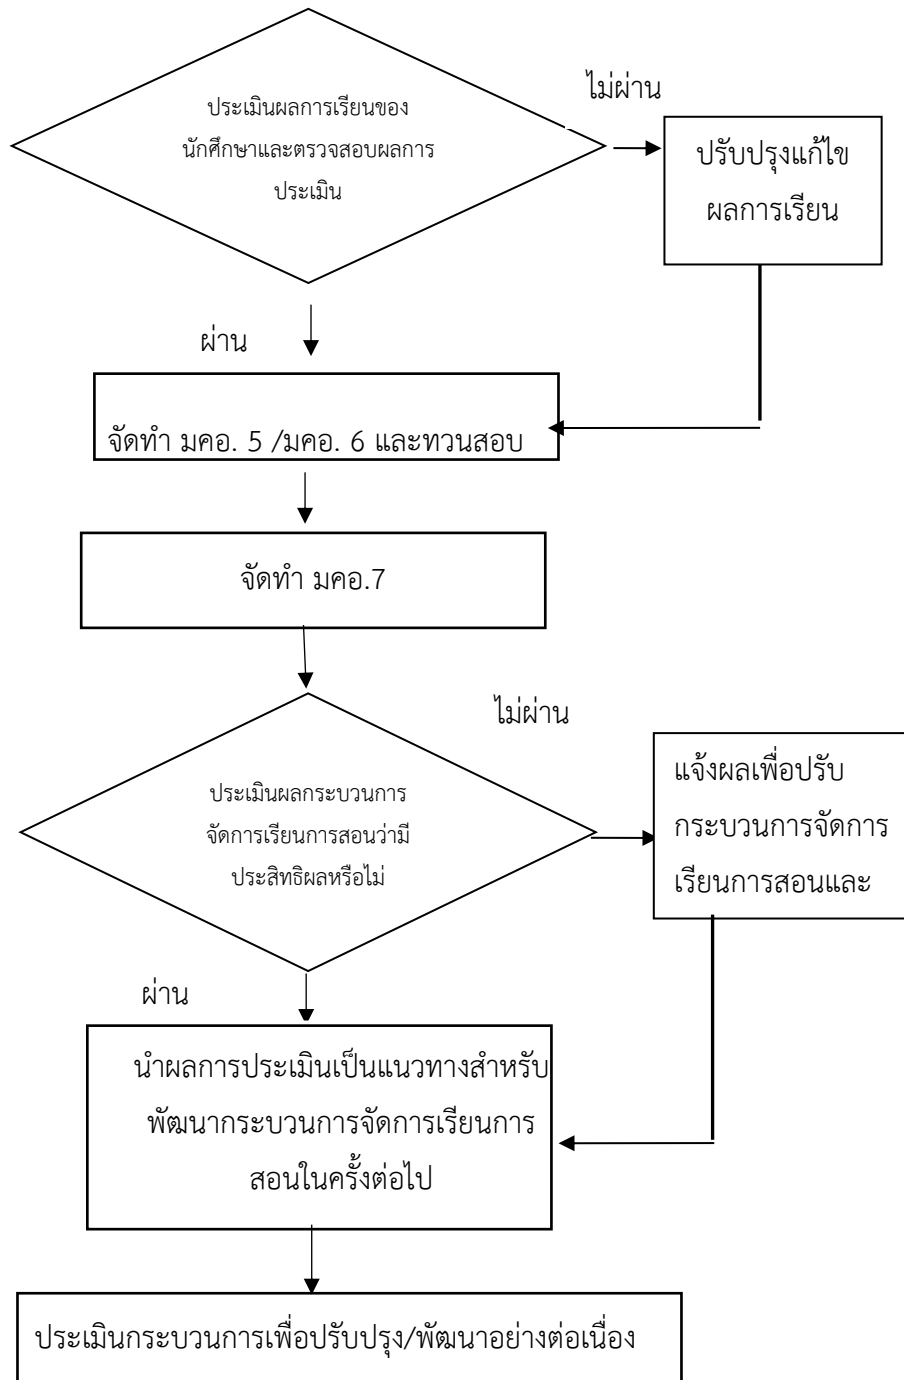 ประเมินผลการเรียนของ
นักศึกษาและตรวจสอบผลการ
ประเมิน
ไม่ผ่าน
ปรับปรุงแก้ไข
ผลการเรียน
ผ่าน
จัดทำ มคอ. 5 /มคอ. 6 และทวนสอบ
จัดทำ มคอ.7
ประเมินผลกระบวนการ
จัดการเรียนการสอนว่ามี
ประสิทธิผลหรือไม่
ไม่ผ่าน
แจ้งผลเพื่อปรับ
กระบวนการจัดการ
เรียนการสอนและ
ผ่าน
นำผลการประเมินเป็นแนวทางสำหรับ
พัฒนากระบวนการจัดการเรียนการ
สอนในครั้งต่อไป
ประเมินกระบวนการเพื่อปรับปรุง/พัฒนาอย่างต่อเนื่อง